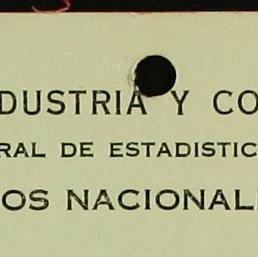 DUSTRIA Y CO
RAL DE ESTADISTIC
OS NACIONAL